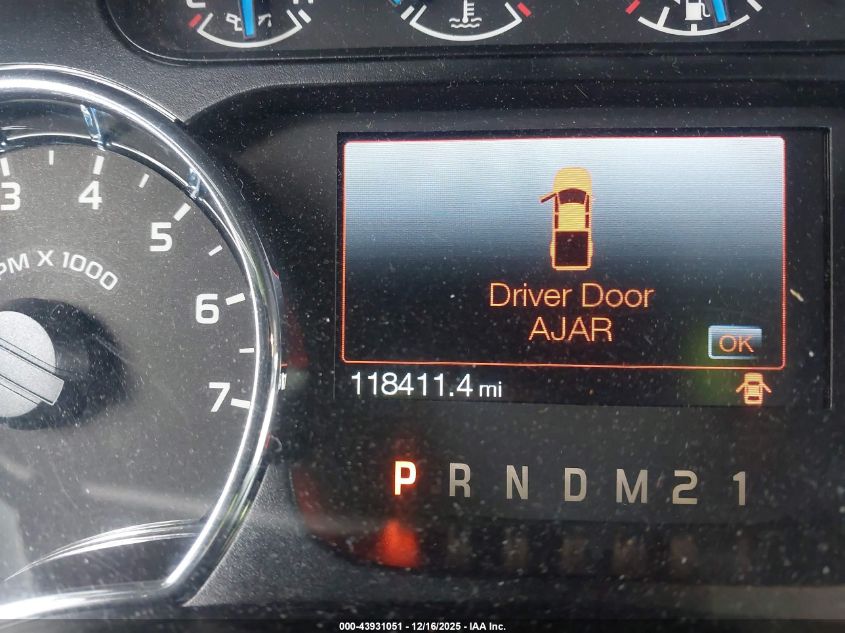 C H
3
4
5
6
7
PM X 1000
Driver Door
AJAR
OK
118411.4 mi
P R N D M 2 1
000-43931051 - 12/16/2025 - IAA Inc.